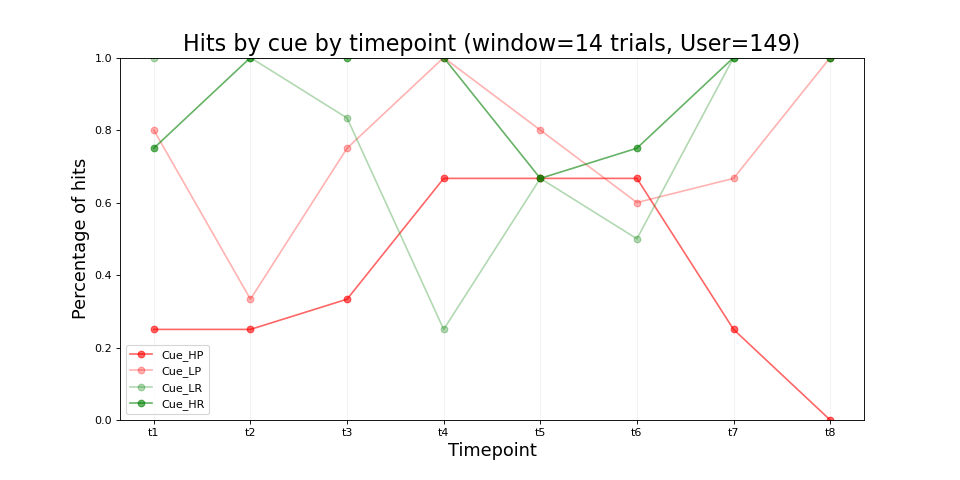 Hits by cue by timepoint (window=14 trials, User=149)
Percentage of hits
1.0
0.8
0.6
0.4
0.2
0.0
Cue_HP
Cue_LP
Cue_LR
Cue_HR
t1 t2 t3 t4 t5 t6 t7 t8
Timepoint